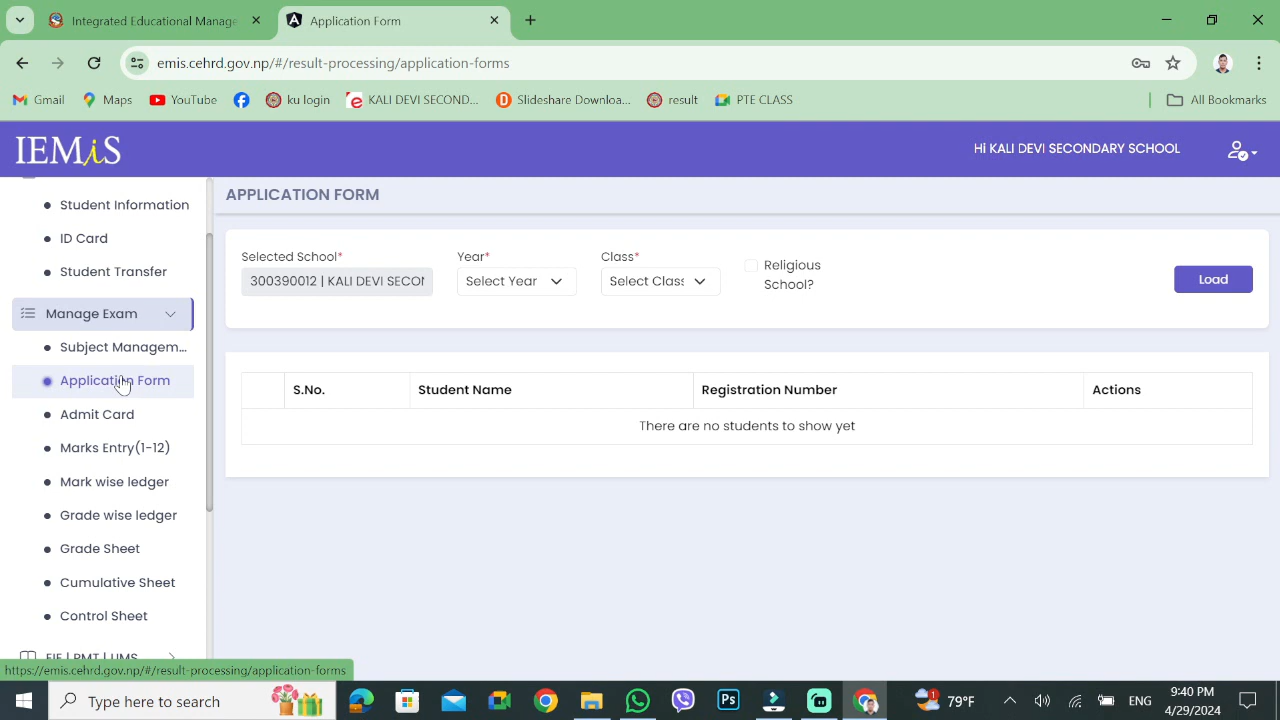 Integrated Educational Manage
Application Form
emis.cehrd.gov.np/#/result-processing/application-forms
Gmail
Maps
YouTube
ku login
KALI DEVI SECOND...
Slideshare Downloa...
result
PTE CLASS
All Bookmarks
IEMiS
Hi KALI DEVI SECONDARY SCHOOL
Student Information
ID Card
Student Transfer
Manage Exam
Subject Managem...
Application Form
Admit Card
Marks Entry(1-12)
Mark wise ledger
Grade wise ledger
Grade Sheet
Cumulative Sheet
Control Sheet
APPLICATION FORM
Selected School* Year* Class*
300390012 | KALI DEVI SECON Select Year Select Class
Religious
School?
Load
S.No. Student Name Registration Number Actions
There are no students to show yet
https://emis.cehrd.gov.np/#/result-processing/application-forms
Type here to search
Ps
1
79°F
ENG
9:40 PM
4/29/2024